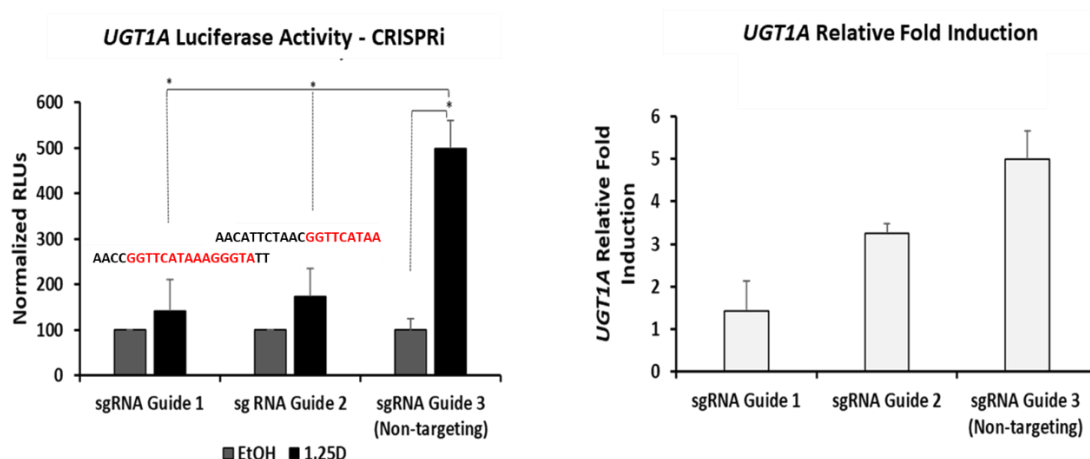 UGT1A Luciferase Activity - CRISPRi
*
*
*
600
500
400
300
200
100
0
Normalized RLUs
AACATTCTAACGGTTCATAA
AACCGGTTCATAAAGGGTATT
sgRNA Guide 1
sg RNA Guide 2
sgRNA Guide 3
(Non-targeting)
EtOH
1,25D
UGT1A Relative Fold Induction
6
5
4
3
2
1
0
UGT1A Relative Fold
Induction
sgRNA Guide 1
sgRNA Guide 2
sgRNA Guide 3
(Non-targeting)